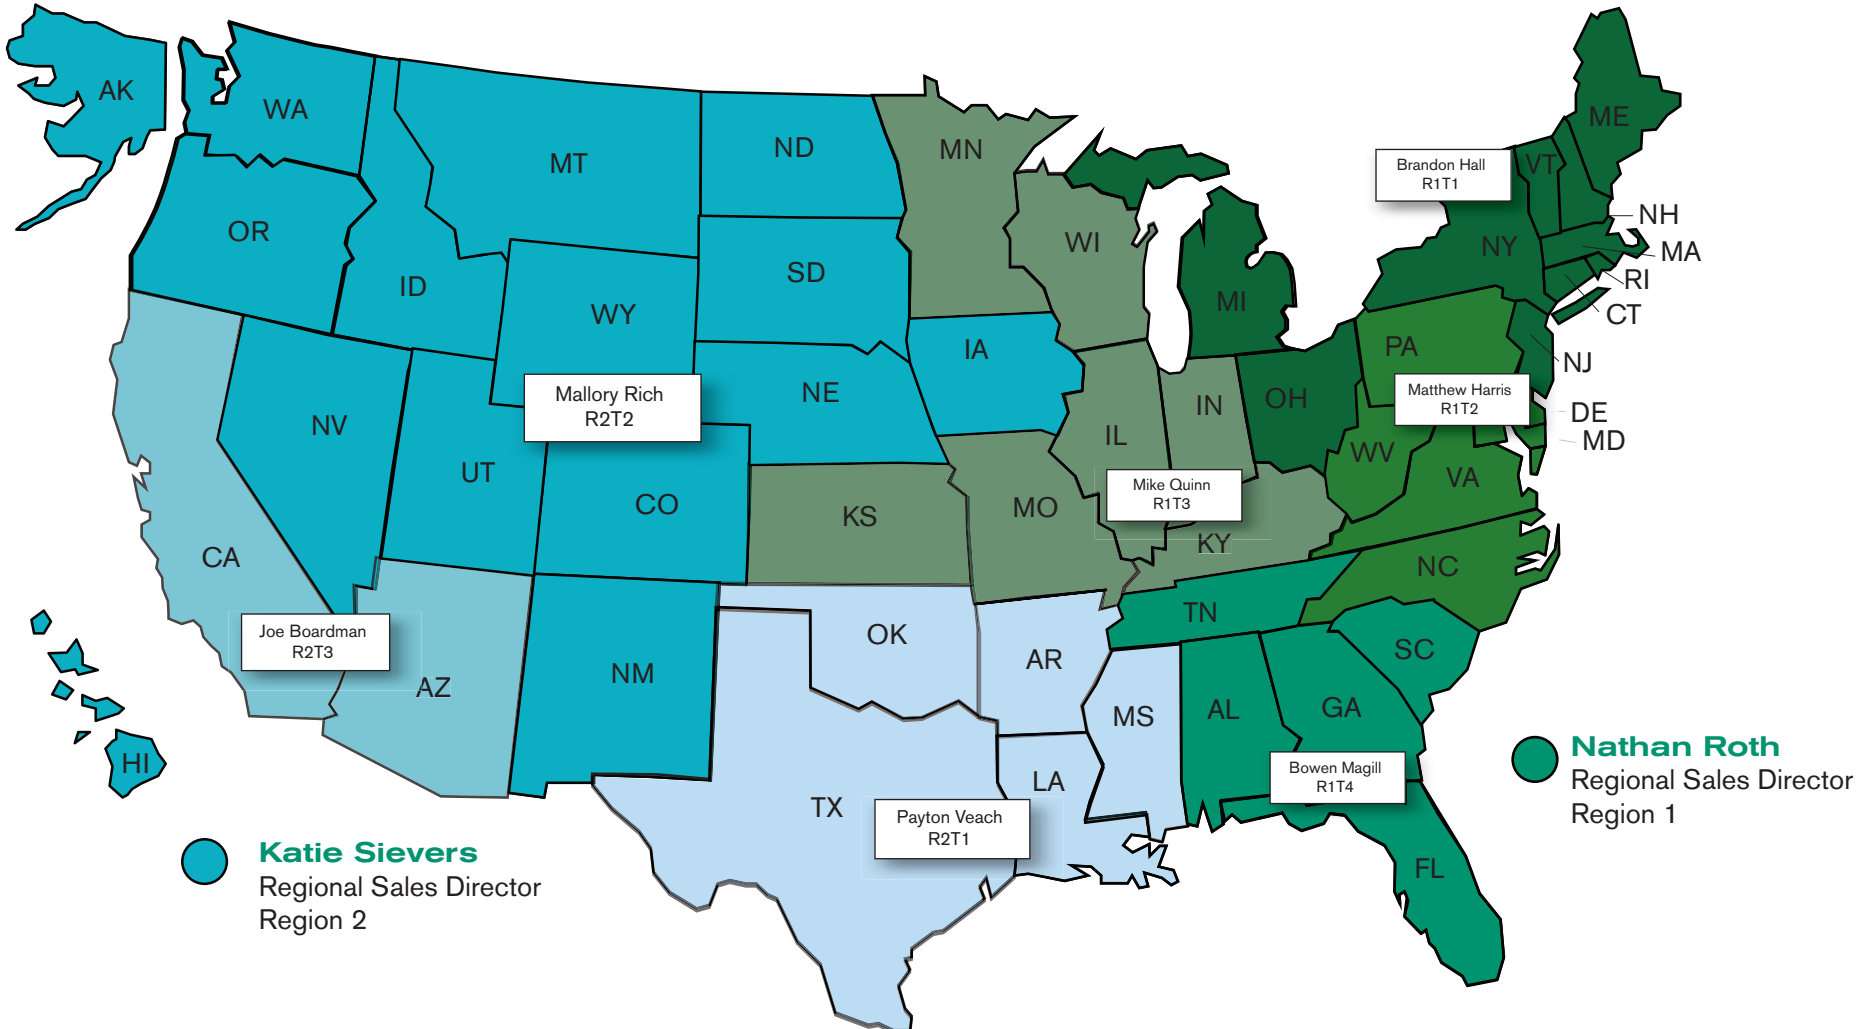 AK
WA
MT
ND
MN
ME
VT
Brandon Hall
R1T1
NH
OR
ID
WY
SD
WI
MI
NY
MA
RI
CT
IA
PA
NJ
Mallory Rich
R2T2
NE
IL
IN
OH
Matthew Harris
R1T2
DE
MD
NV
UT
CO
KS
MO
Mike Quinn
R1T3
KY
WV
VA
CA
NC
Joe Boardman
R2T3
AZ
NM
OK
AR
TN
SC
MS
AL
GA
HI
TX
LA
Payton Veach
R2T1
Bowen Magill
R1T4
FL
Nathan Roth
Regional Sales Director
Region 1
Katie Sievers
Regional Sales Director
Region 2